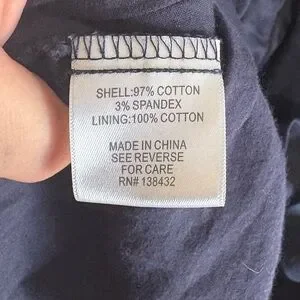 SHELL:97% COTTON
3% SPANDEX
LINING:100% COTTON
MADE IN CHINA
SEE REVERSE
FOR CARE
RN# 138432